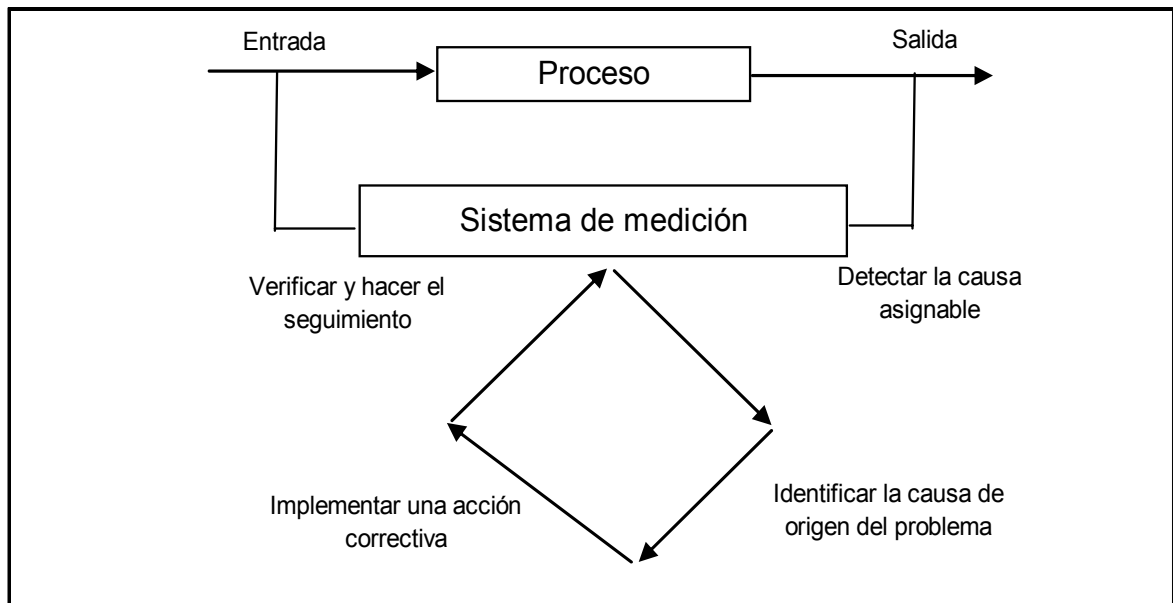 Entrada
Salida
Proceso
Sistema de medición
Verificar y hacer el
seguimiento
Detectar la causa
asignable
Implementar una acción
correctiva
Identificar la causa de
origen del problema